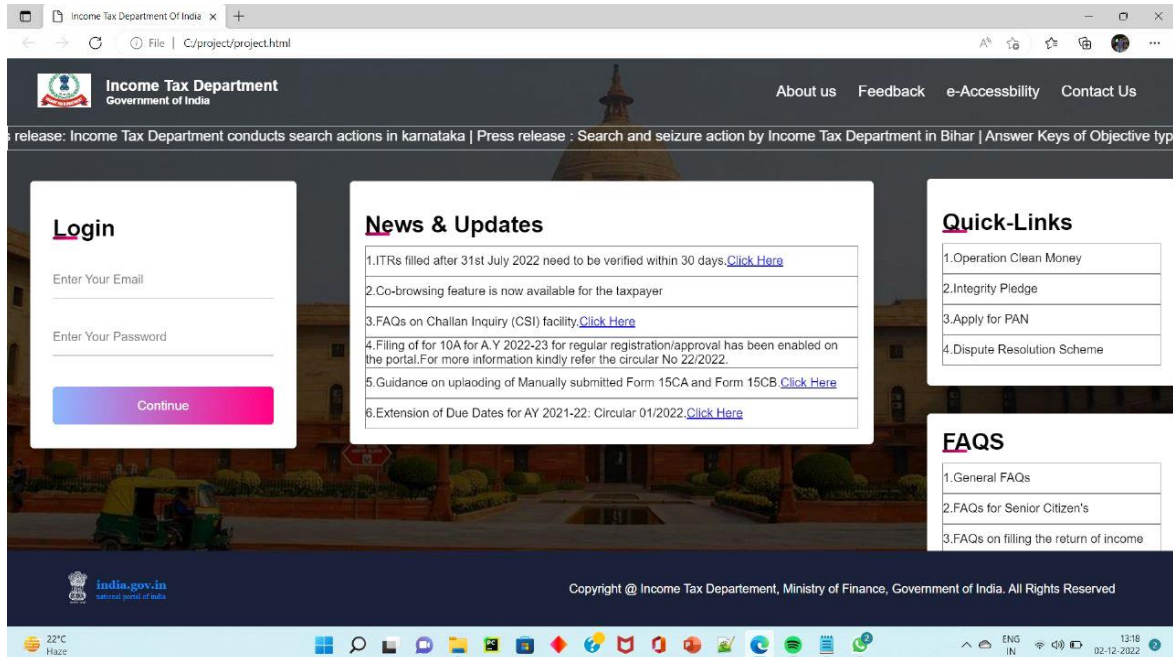 Income Tax Department Of India
File | C:/project/project.html
Income Tax Department
Government of India
About us Feedback e-Accessbility Contact Us
release: Income Tax Department conducts search actions in karnataka | Press release : Search and seizure action by Income Tax Department in Bihar | Answer Keys of Objective typ
Login
Enter Your Email
Enter Your Password
Continue
News & Updates
1.ITRs filled after 31st July 2022 need to be verified within 30 days.Click Here
2.Co-browsing feature is now available for the taxpayer
3.FAQs on Challan Inquiry (CSI) facility.Click Here
4.Filing of for 10A for A.Y 2022-23 for regular registration/approval has been enabled on
the portal.For more information kindly refer the circular No 22/2022.
5.Guidance on uplaoding of Manually submitted Form 15CA and Form 15CB.Click Here
6.Extension of Due Dates for AY 2021-22: Circular 01/2022.Click Here
Quick-Links
1.Operation Clean Money
2.Integrity Pledge
3.Apply for PAN
4.Dispute Resolution Scheme
FAQS
1.General FAQs
2.FAQs for Senior Citizen's
3.FAQs on filling the return of income
india.gov.in
national portal of india
Copyright @ Income Tax Departement, Ministry of Finance, Government of India. All Rights Reserved
22°C
Haze
ENG
IN
13:18
02-12-2022
2